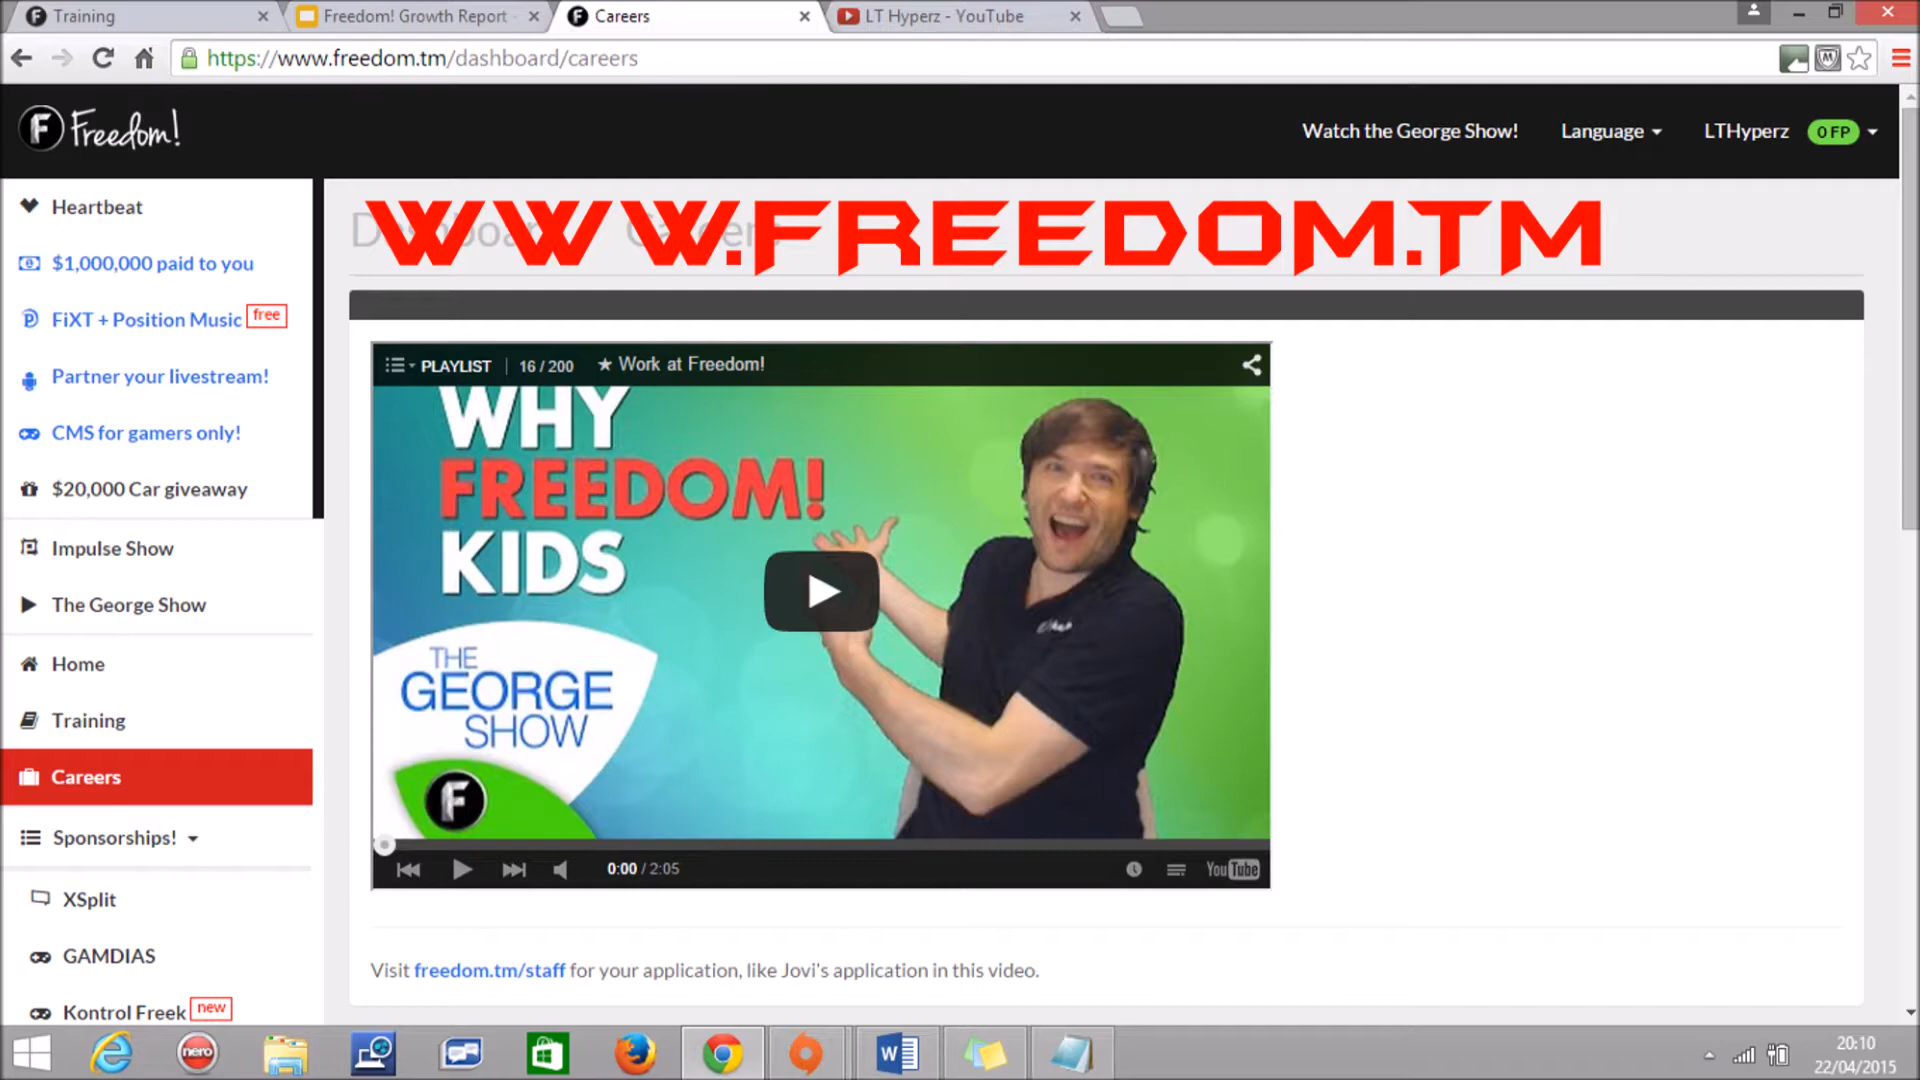 Training
Freedom! Growth Report -
Careers
LT Hyperz - YouTube
https://www.freedom.tm/dashboard/careers
F Freedom!
Watch the George Show!
Language
LTHyperz
0 FP
Heartbeat
$1,000,000 paid to you
FiXT + Position Music free
Partner your livestream!
CMS for gamers only!
$20,000 Car giveaway
Impulse Show
The George Show
Home
Training
Careers
Sponsorships!
XSplit
GAMDIAS
Kontrol Freek new
WWW.FREEDOM.TM
PLAYLIST 16 / 200 ★ Work at Freedom!
WHY
FREEDOM!
KIDS
THE
GEORGE
SHOW
F
0:00 / 2:05
YouTube
Visit freedom.tm/staff for your application, like Jovi's application in this video.
nero
20:10
22/04/2015